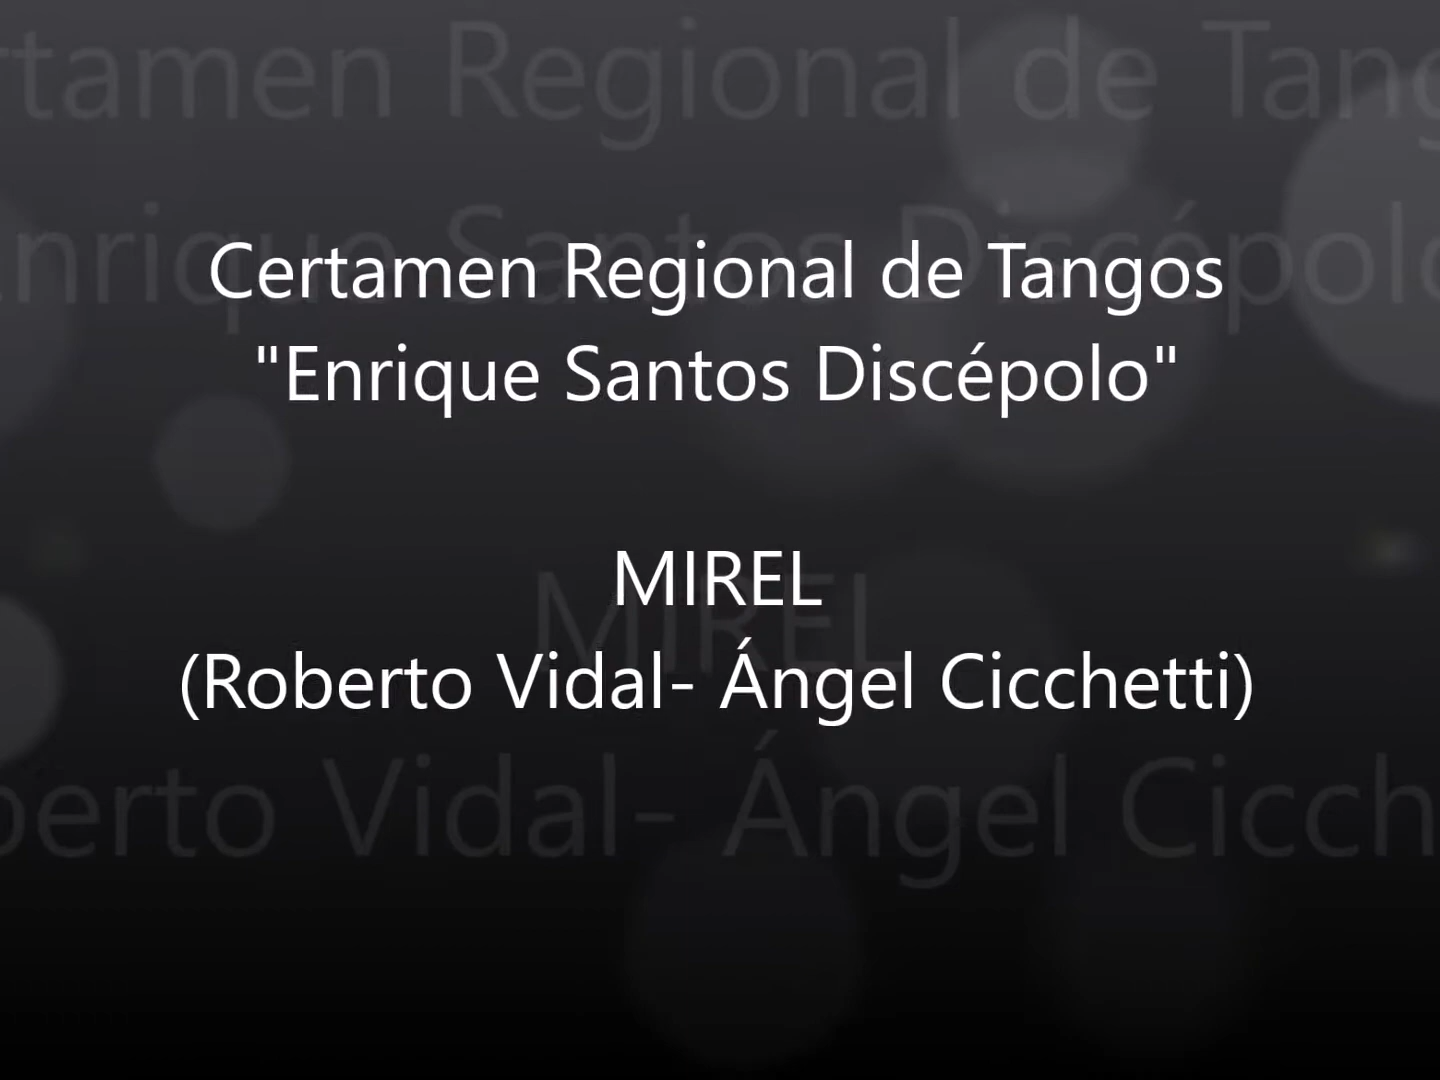 Certamen Regional de Tangos
"Enrique Santos Discépolo"
MIREL
(Roberto Vidal- Ángel Cicchetti)